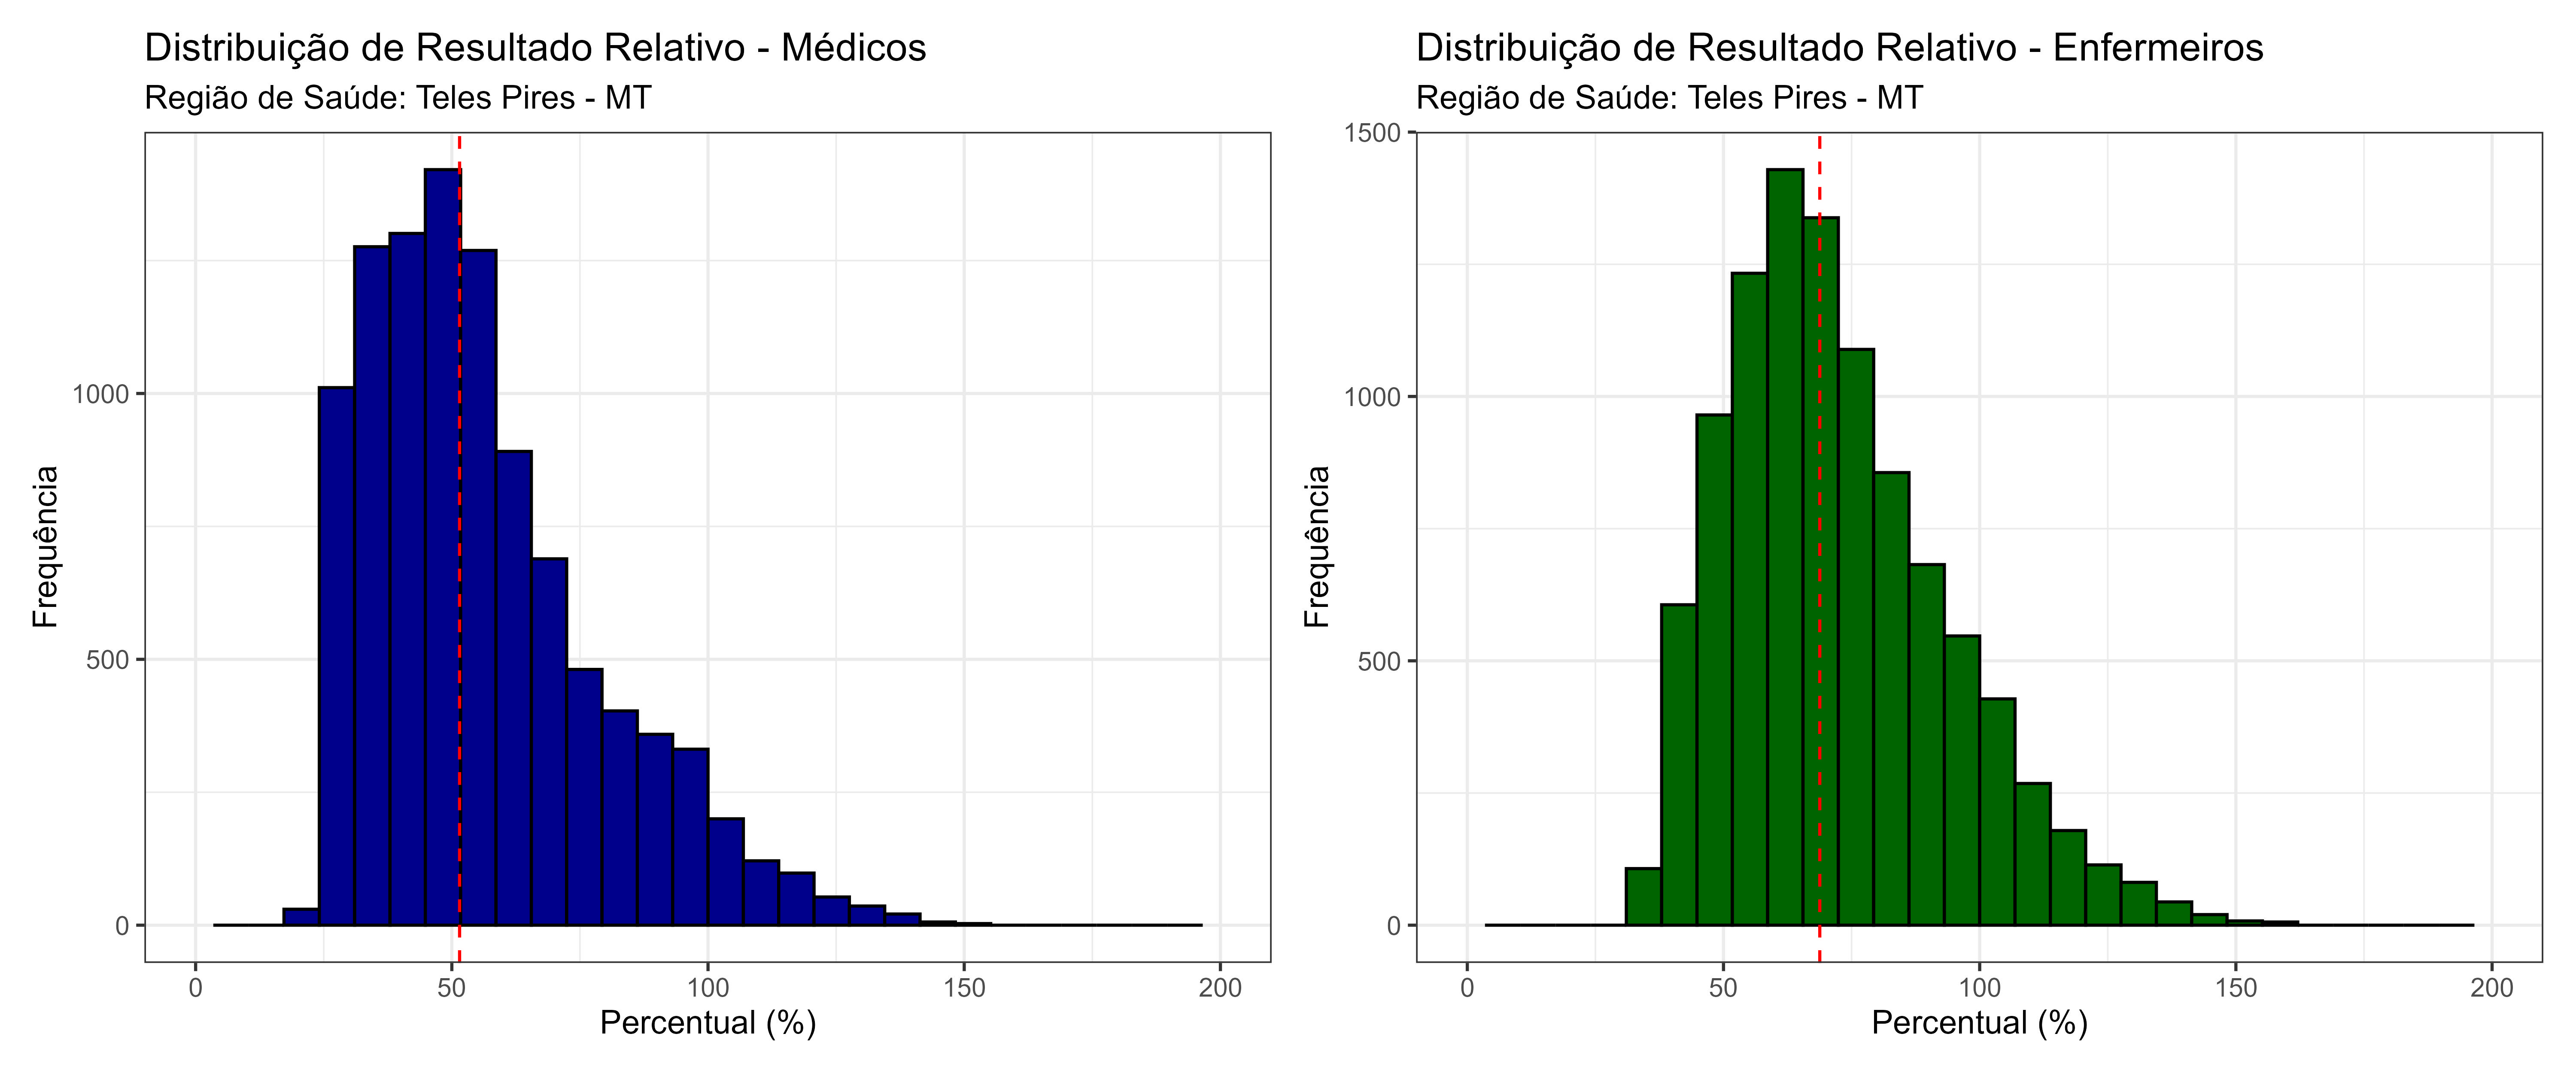 Distribuição de Resultado Relativo - Médicos
Região de Saúde: Teles Pires - MT
Frequência
1000
500
0
0
50
100
150
200
Percentual (%)
Distribuição de Resultado Relativo - Enfermeiros
Região de Saúde: Teles Pires - MT
Frequência
1500
1000
500
0
0
50
100
150
200
Percentual (%)